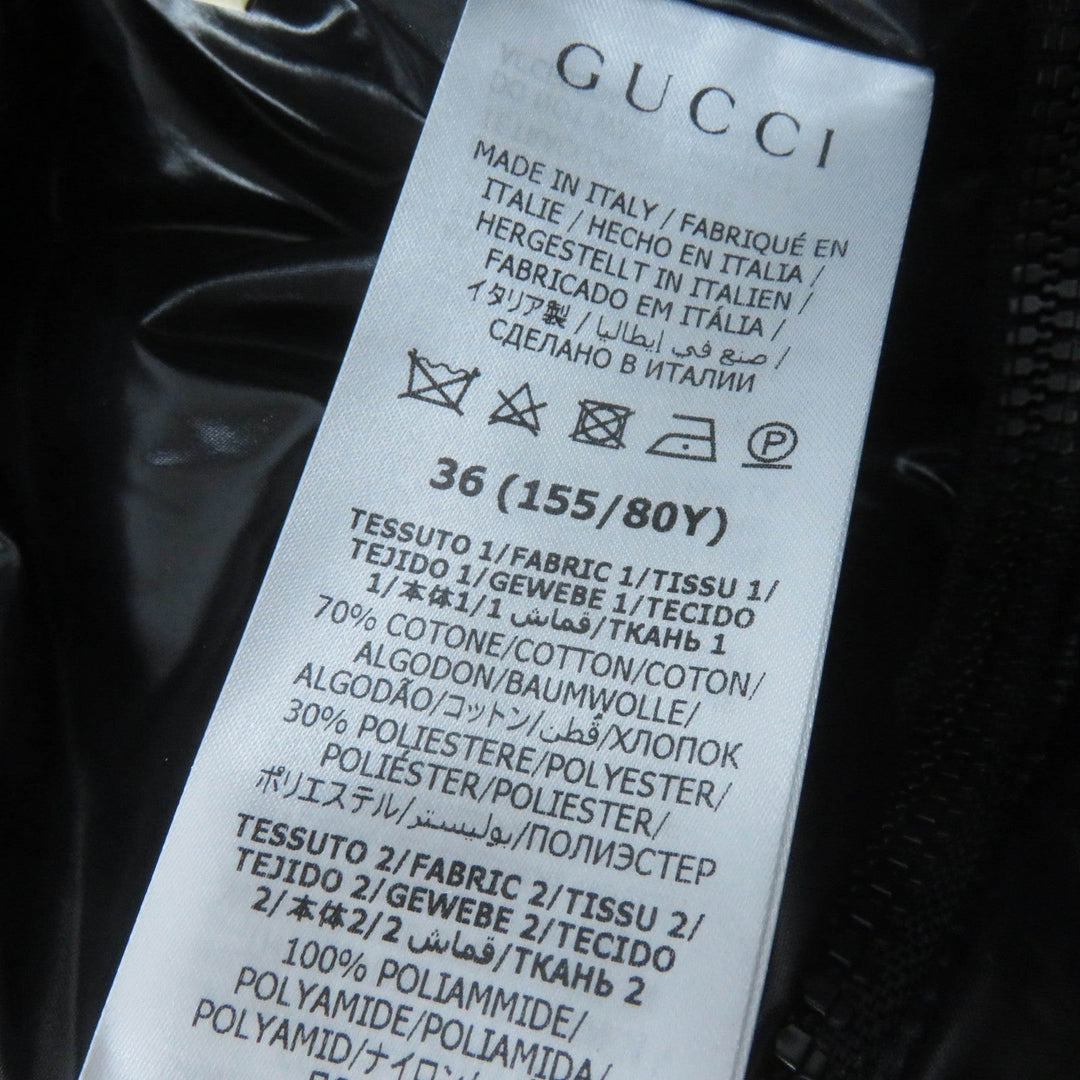 GUCCI
MADE IN ITALY / FABRIQUÉ EN
ITALIE / HECHO EN ITALIA /
HERGESTELLT IN ITALIEN /
FABRICADO EM ITÁLIA /
イタリア製 / صنع في إيطاليا /
СДЕЛАНО В ИТАЛИИ
P
36 (155/80Y)
TESSUTO 1/FABRIC 1/TISSU 1/
TEJIDO 1/GEWEBE 1/TECIDO
1/本体1/1 قماش/ТКАНЬ 1
70% COTONE/COTTON/COTON/
ALGODON/BAUMWOLLE/
ALGODÃO/コットン/قُطن/ХЛОПОК
30% POLIESTERE/POLYESTER/
POLIÉSTER/POLIESTER/
ポリエステル/بوليستر/ПОЛИЭСТЕР
TESSUTO 2/FABRIC 2/TISSU 2/
TEJIDO 2/GEWEBE 2/TECIDO
2/本体2/2 قماش/ТКАНЬ 2
100% POLIAMMIDE/
POLYAMIDE/POLIAMIDA/
POLYAMID/ナイロン/